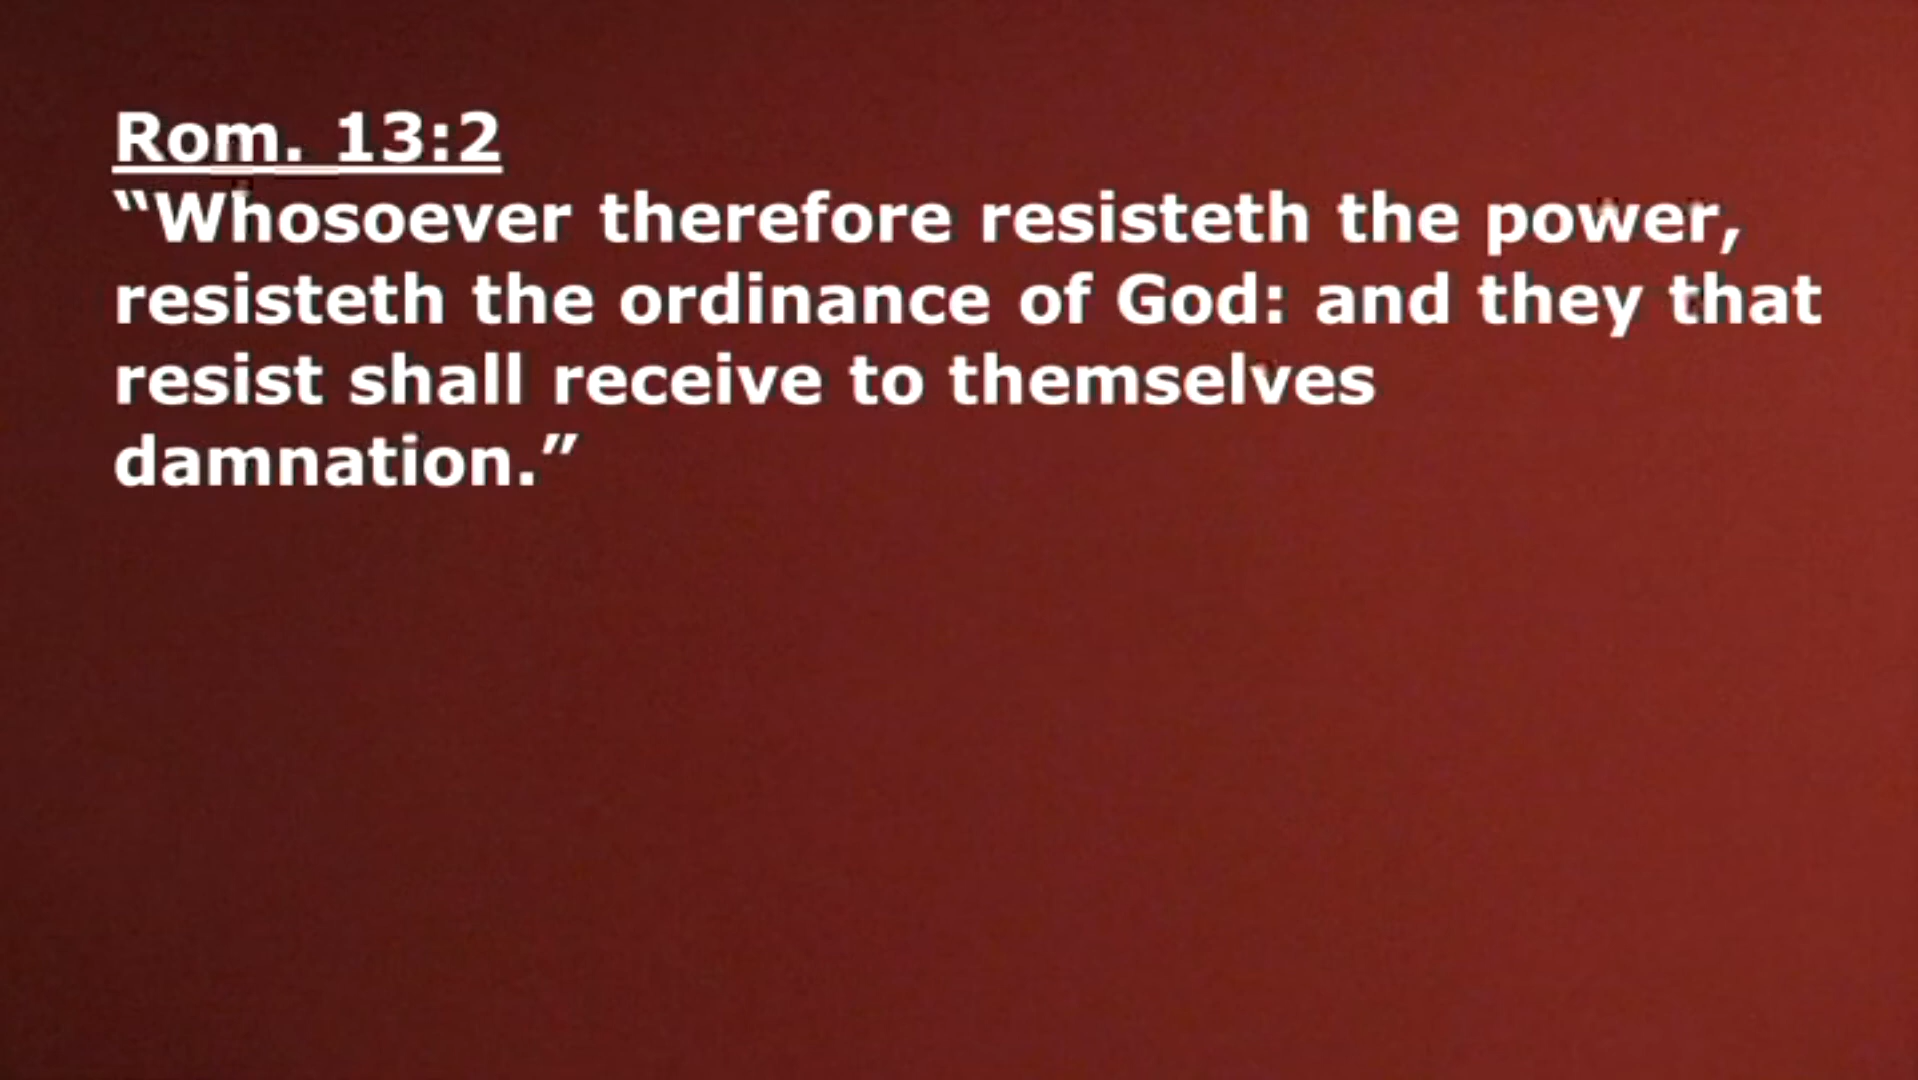 Rom. 13:2
“Whosoever therefore resisteth the power,
resisteth the ordinance of God: and they that
resist shall receive to themselves
damnation.”